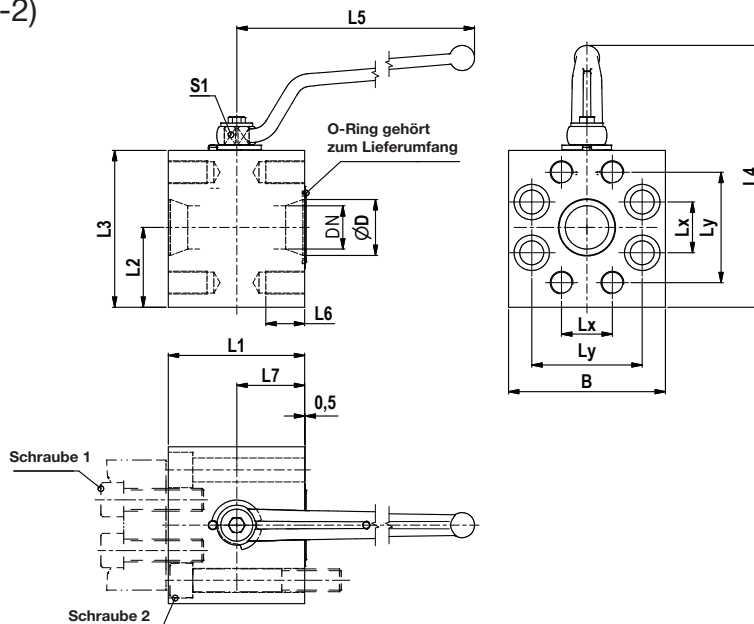 -2)
L5
S1
O-Ring gehört
zum Lieferumfang
L3
L2
DN
ØD
L6
L4
Lx
Ly
Lx
Ly
B
L1
L7
0,5
Schraube 1
Schraube 2